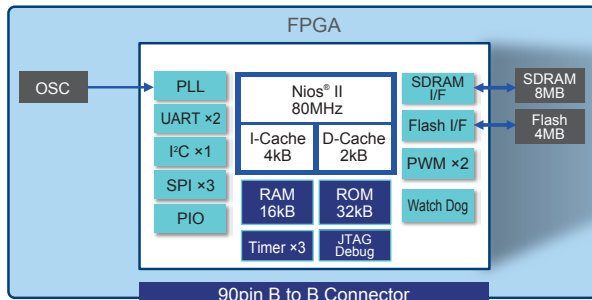 FPGA
OSC
PLL
UART ×2
I²C ×1
SPI ×3
PIO
Nios® II
80MHz
I-Cache
4kB
D-Cache
2kB
RAM
16kB
ROM
32kB
Timer ×3
JTAG
Debug
SDRAM
I/F
Flash I/F
PWM ×2
Watch Dog
SDRAM
8MB
Flash
4MB
90pin B to B Connector